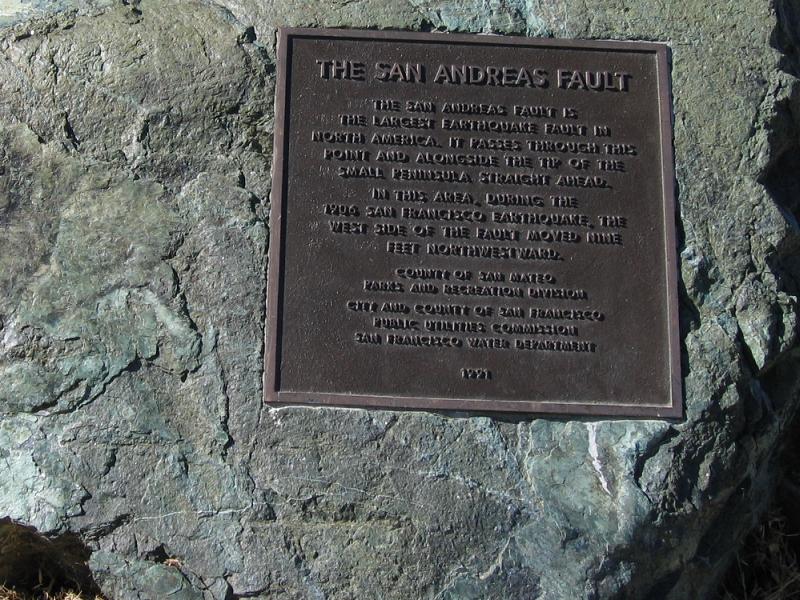 THE SAN ANDREAS FAULT
THE SAN ANDREAS FAULT IS
THE LARGEST EARTHQUAKE FAULT IN
NORTH AMERICA. IT PASSES THROUGH THIS
POINT AND ALONGSIDE THE TIP OF THE
SMALL PENINSULA STRAIGHT AHEAD.
IN THIS AREA, DURING THE
1906 SAN FRANCISCO EARTHQUAKE, THE
WEST SIDE OF THE FAULT MOVED NINE
FEET NORTHWESTWARD.
COUNTY OF SAN MATEO
PARKS AND RECREATION DIVISION
CITY AND COUNTY OF SAN FRANCISCO
PUBLIC UTILITIES COMMISSION
SAN FRANCISCO WATER DEPARTMENT
1991